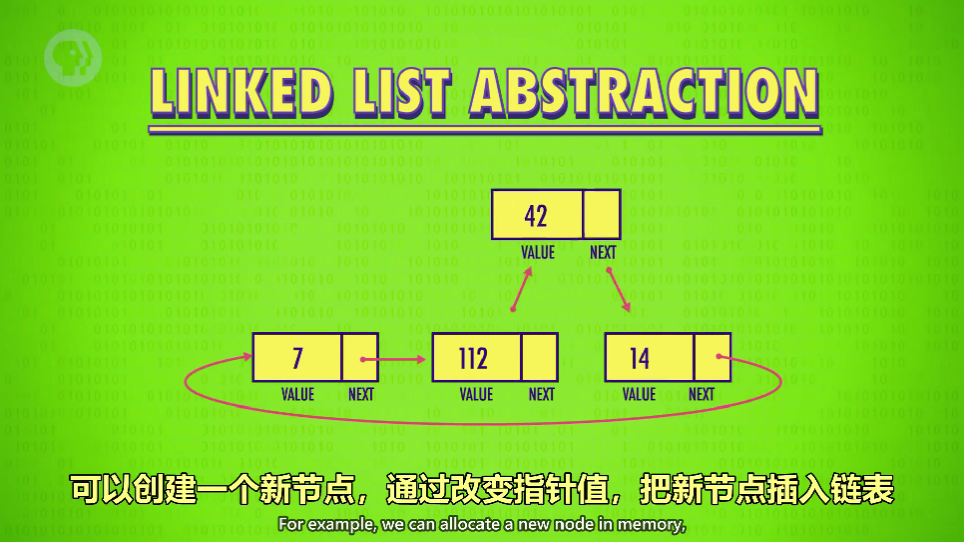 LINKED LIST ABSTRACTION
42
VALUE NEXT
7 112 14
VALUE NEXT VALUE NEXT VALUE NEXT
可以创建一个新节点，通过改变指针值，把新节点插入链表
For example, we can allocate a new node in memory,